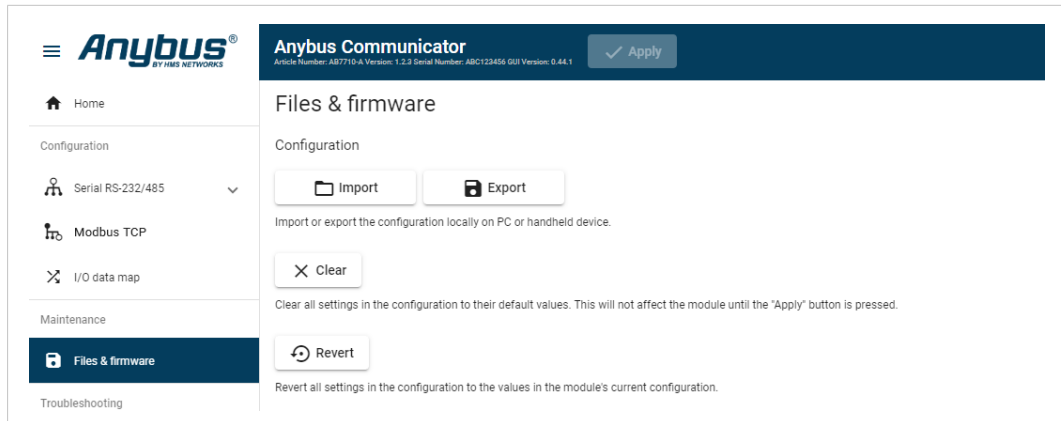 Anybus®
BY HMS NETWORKS
Anybus Communicator
Article Number: AB7710-A Version: 1.2.3 Serial Number: ABC123456 GUI Version: 0.44.1
Apply
Home
Configuration
Serial RS-232/485
Modbus TCP
I/O data map
Maintenance
Files & firmware
Troubleshooting
Files & firmware
Configuration
Import
Export
Import or export the configuration locally on PC or handheld device.
Clear
Clear all settings in the configuration to their default values. This will not affect the module until the "Apply" button is pressed.
Revert
Revert all settings in the configuration to the values in the module's current configuration.